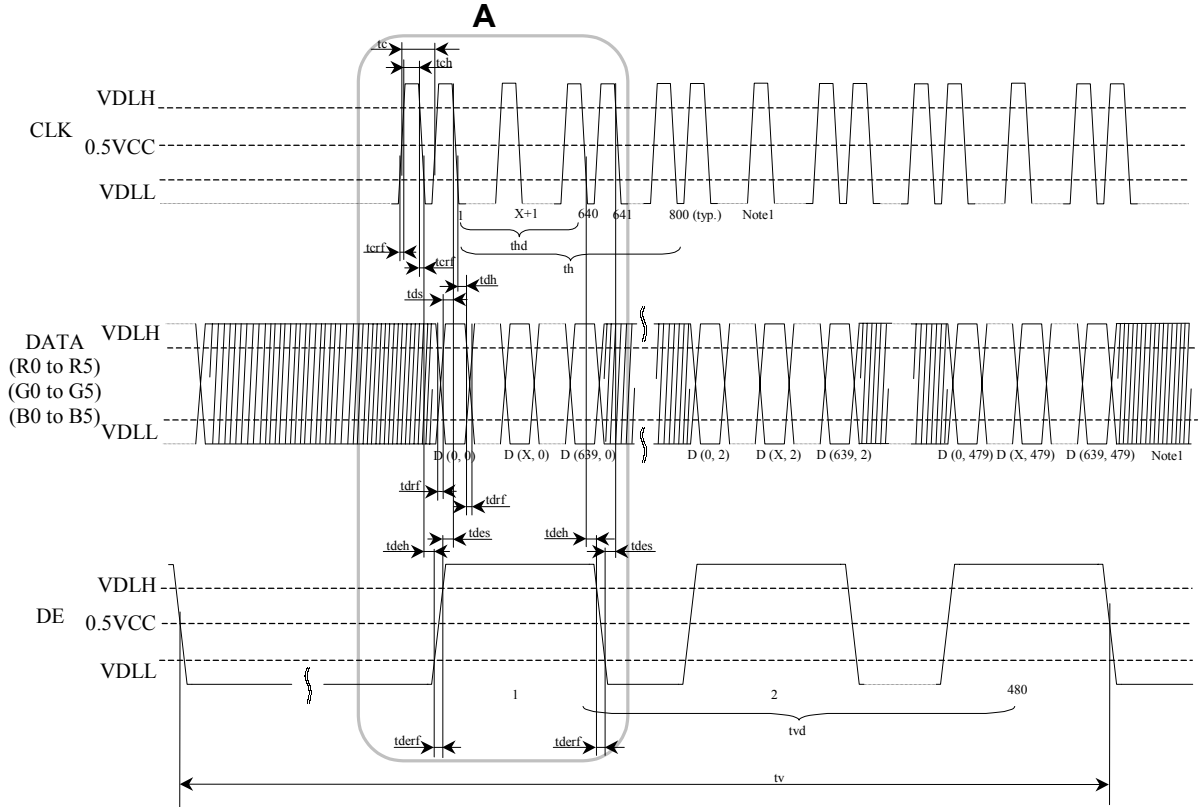 A
tc
tch
VDLH
CLK
0.5VCC
VDLL
1 X+1 640 641 800 (typ.) Note1
thd
th
tcrf
tcrf
tdh
tds
VDLH
DATA
(R0 to R5)
(G0 to G5)
(B0 to B5)
VDLL
D (0, 0) D (X, 0) D (639, 0) D (0, 2) D (X, 2) D (639, 2) D (0, 479) D (X, 479) D (639, 479) Note1
tdrf
tdrf
tdes
tdeh
tdeh
tdes
VDLH
DE
0.5VCC
VDLL
1 2 480
tvd
tderf tderf
tv